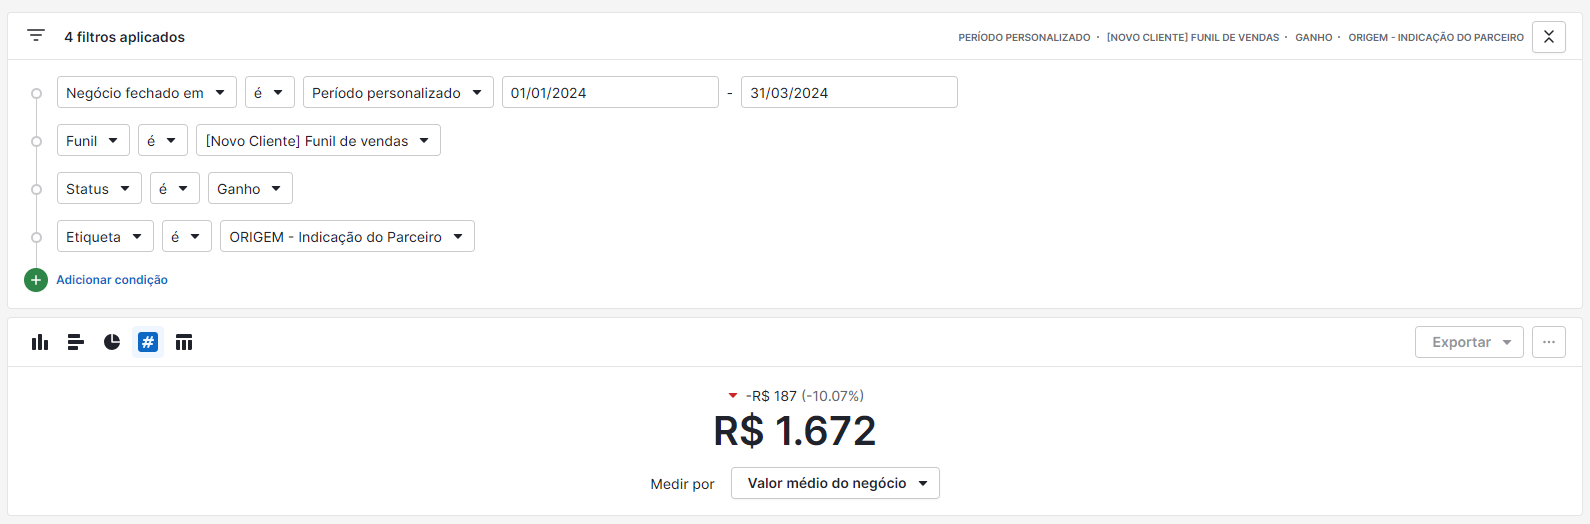 4 filtros aplicados
PERÍODO PERSONALIZADO · [NOVO CLIENTE] FUNIL DE VENDAS · GANHO · ORIGEM - INDICAÇÃO DO PARCEIRO
Negócio fechado em é Período personalizado 01/01/2024 - 31/03/2024
Funil é [Novo Cliente] Funil de vendas
Status é Ganho
Etiqueta é ORIGEM - Indicação do Parceiro
+ Adicionar condição
# Exportar ...
-R$ 187 (-10.07%)
R$ 1.672
Medir por Valor médio do negócio